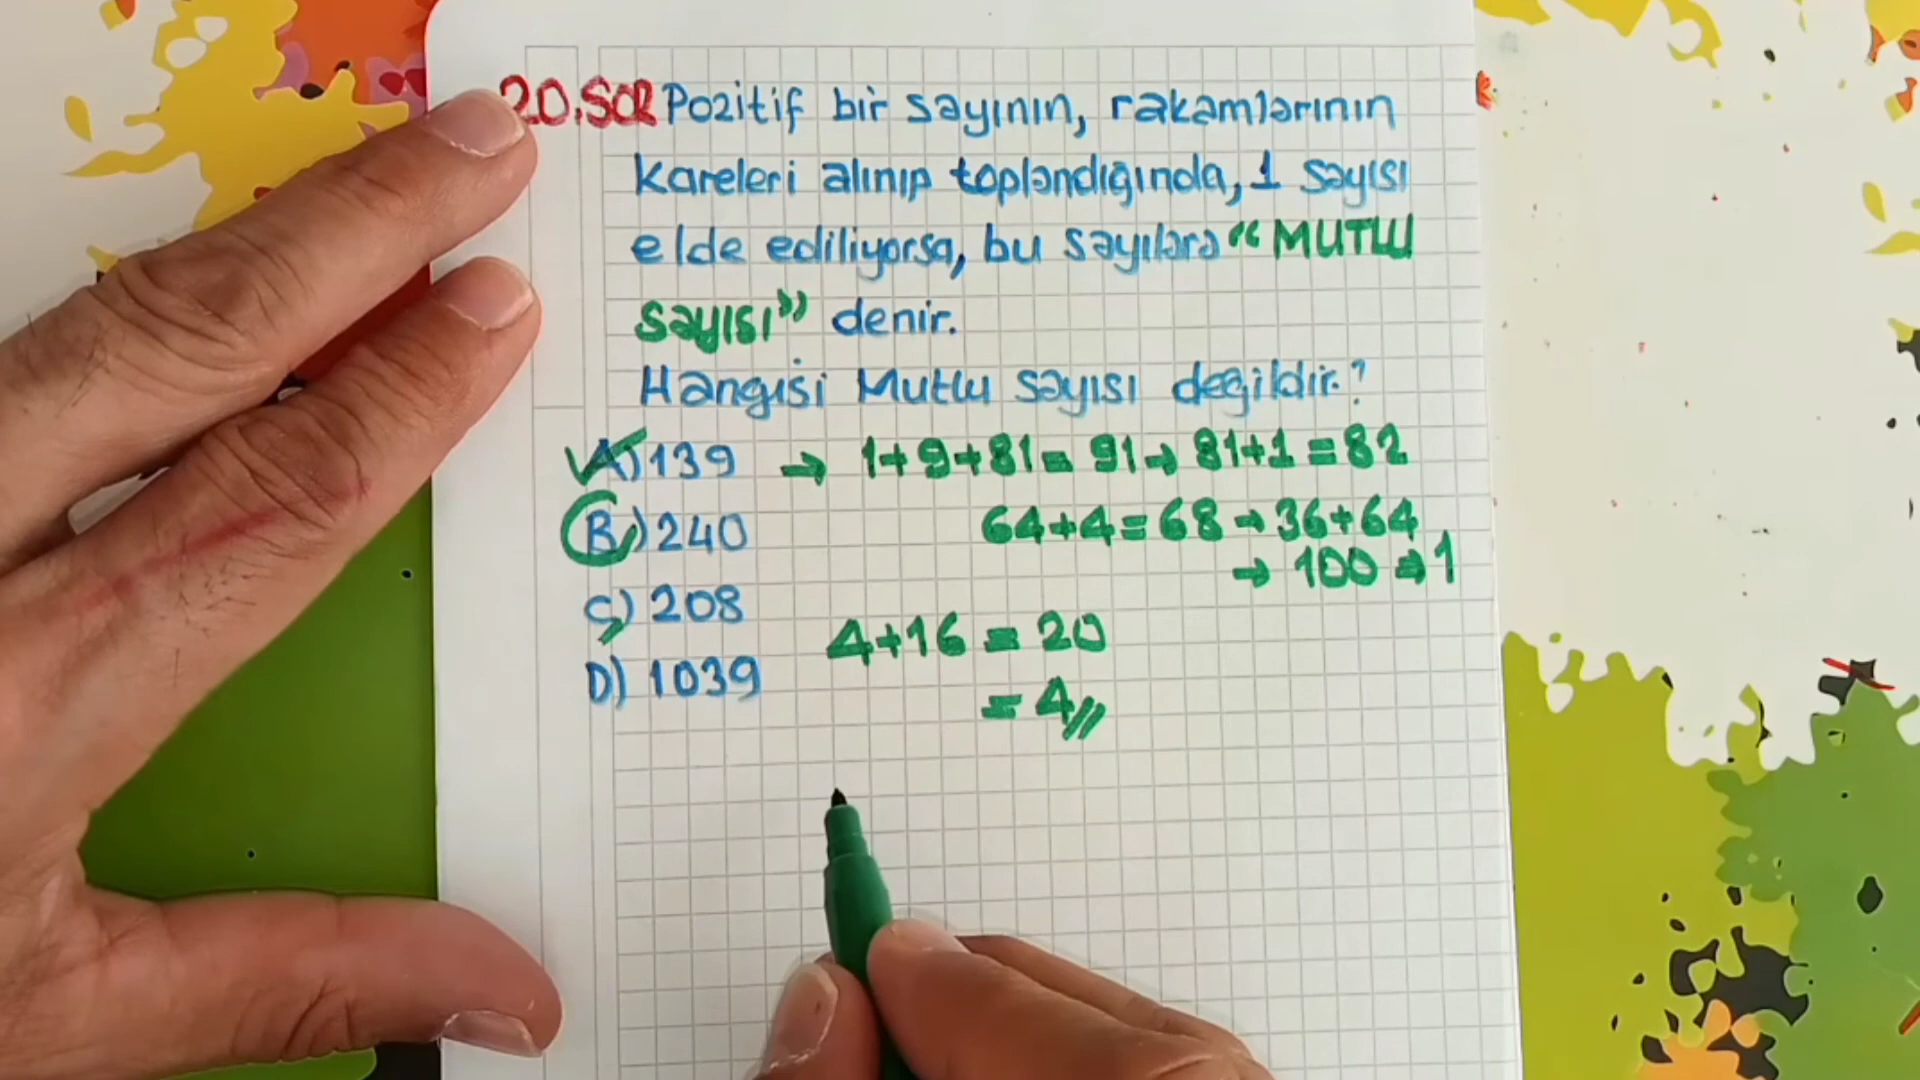 20.SOR Pozitif bir sayının, rakamlarının
kareleri alınıp toplandığında, 1 sayısı
elde ediliyorsa, bu sayılara “MUTLU
sayısı” denir.
Hangisi Mutlu sayısı değildir?
A) 139 → 1+9+81=91→ 81+1=82
B) 240 64+4=68→36+64
→ 100 →1
C) 208
4+16 = 20
D) 1039
= 4//